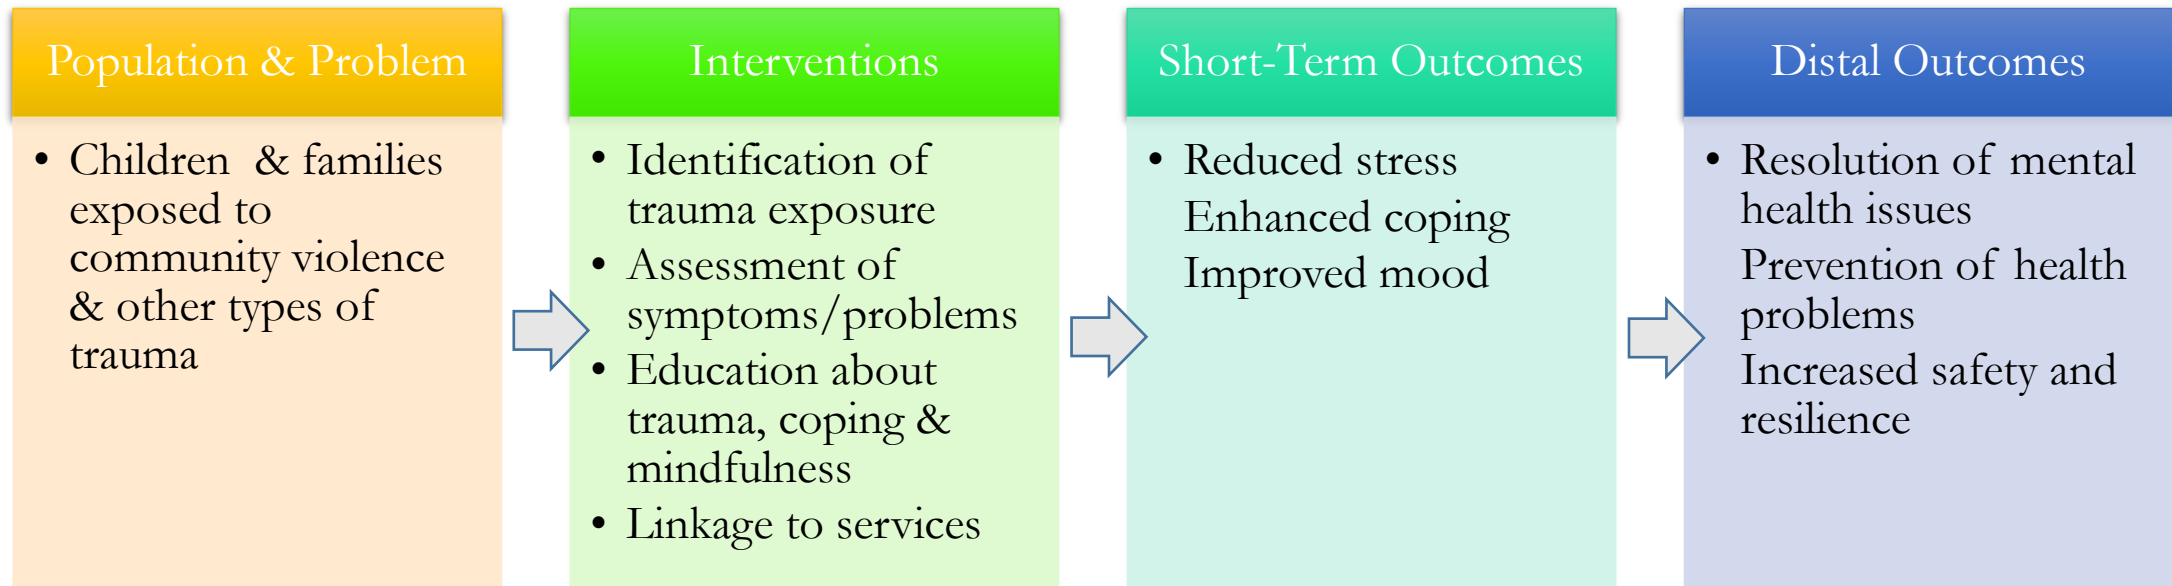 Population & Problem
• Children & families
exposed to
community violence
& other types of
trauma
Interventions
• Identification of
trauma exposure
• Assessment of
symptoms/problems
• Education about
trauma, coping &
mindfulness
• Linkage to services
Short-Term Outcomes
• Reduced stress
Enhanced coping
Improved mood
Distal Outcomes
• Resolution of mental
health issues
Prevention of health
problems
Increased safety and
resilience